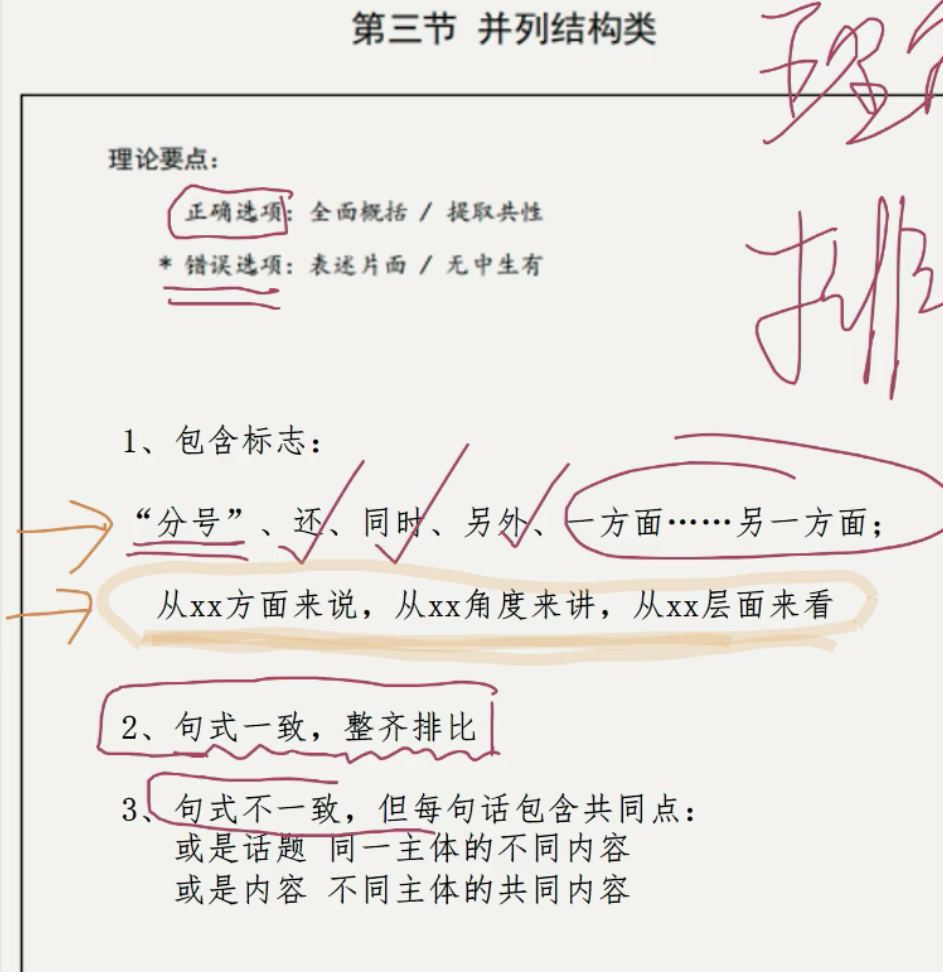 第三节 并列结构类
理论要点：
正确选项：全面概括 / 提取共性
* 错误选项：表述片面 / 无中生有
排
1、包含标志：
“分号”、还、同时、另外、一方面……另一方面；
从xx方面来说，从xx角度来讲，从xx层面来看
2、句式一致，整齐排比
3、句式不一致，但每句话包含共同点：
或是话题 同一主体的不同内容
或是内容 不同主体的共同内容